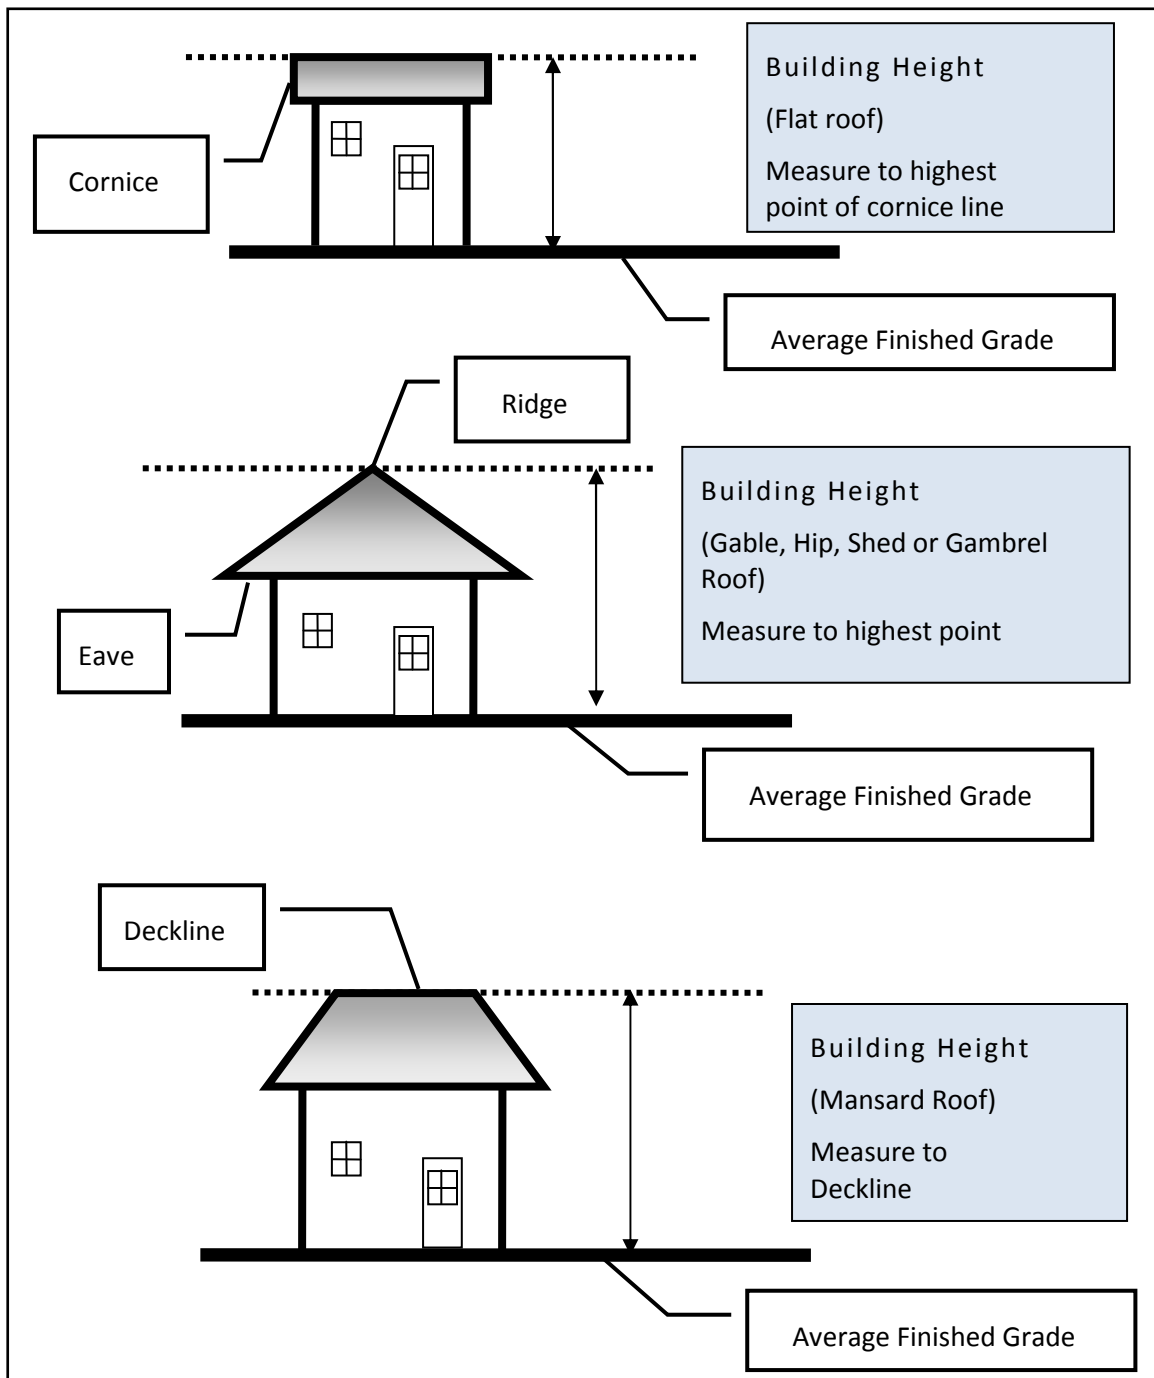 Building Height
(Flat roof)
Measure to highest
point of cornice line
Cornice
Average Finished Grade
Ridge
Building Height
(Gable, Hip, Shed or Gambrel
Roof)
Measure to highest point
Eave
Average Finished Grade
Deckline
Building Height
(Mansard Roof)
Measure to
Deckline
Average Finished Grade